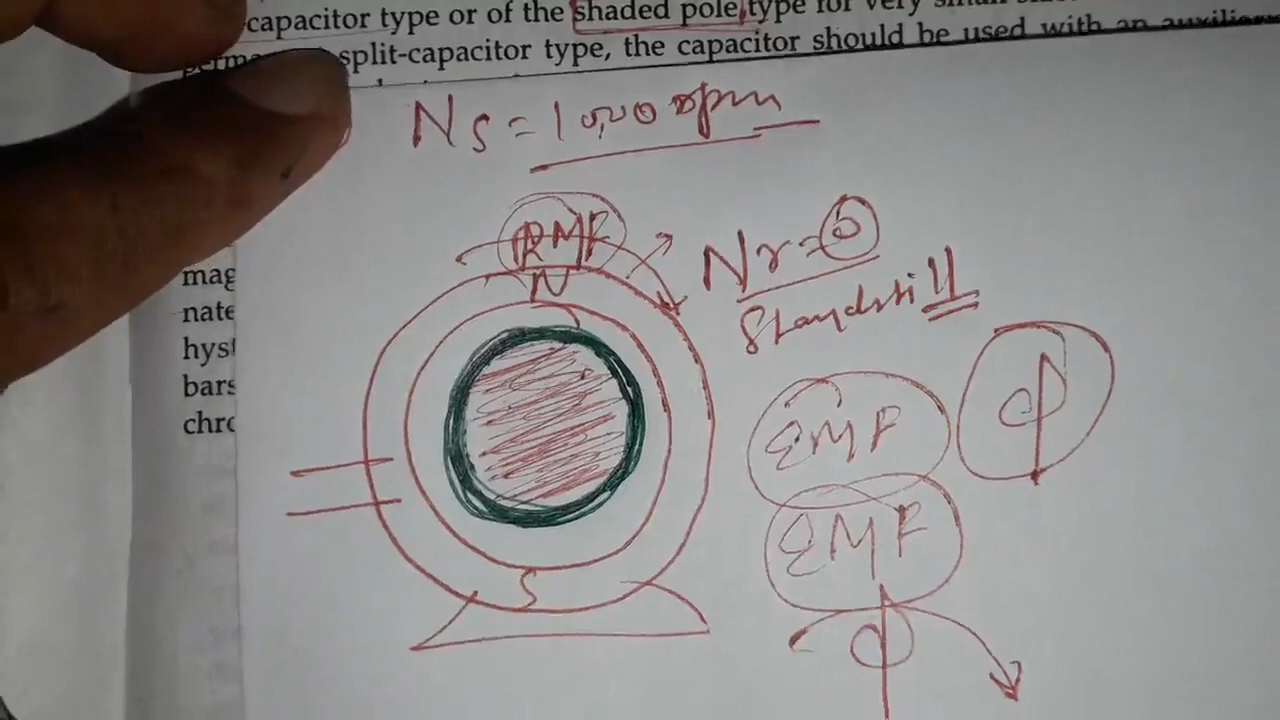 capacitor type or of the shaded pole type for very
split-capacitor type, the capacitor should be used with an
Ns = 1000 rpm
RMF
N
Nr = 0
Standstill
mag
nate
hyst
bars
chro
EMF
ϕ
EMF
S
ϕ